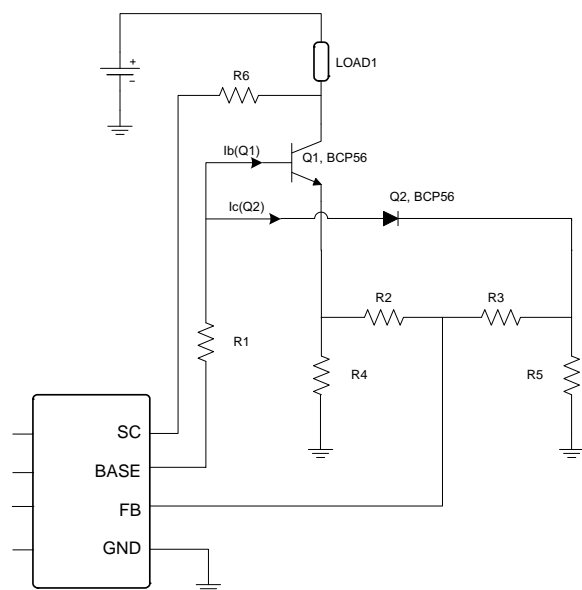 +
−
R6
LOAD1
Ib(Q1)
Q1, BCP56
Q2, BCP56
Ic(Q2)
R2
R3
R1
R4
R5
SC
BASE
FB
GND